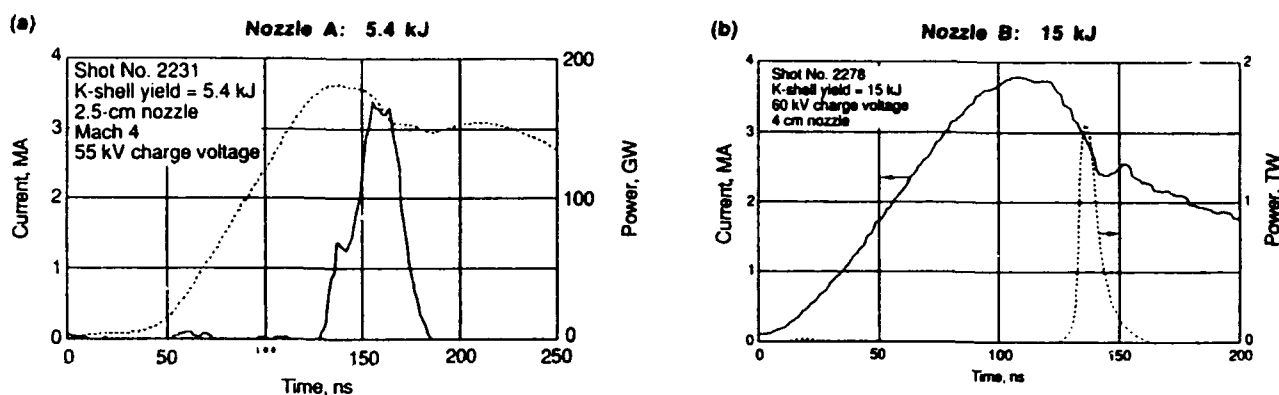 (a)
Nozzle A: 5.4 kJ
Shot No. 2231
K-shell yield = 5.4 kJ
2.5-cm nozzle
Mach 4
55 kV charge voltage
Current, MA
4
3
2
1
0
Power, GW
200
100
0
0
50
150
200
250
Time, ns
(b)
Nozzle B: 15 kJ
Shot No. 2278
K-shell yield = 15 kJ
60 kV charge voltage
4 cm nozzle
Current, MA
4
3
2
1
0
Power, TW
2
1
0
0
50
100
150
200
Time, ns